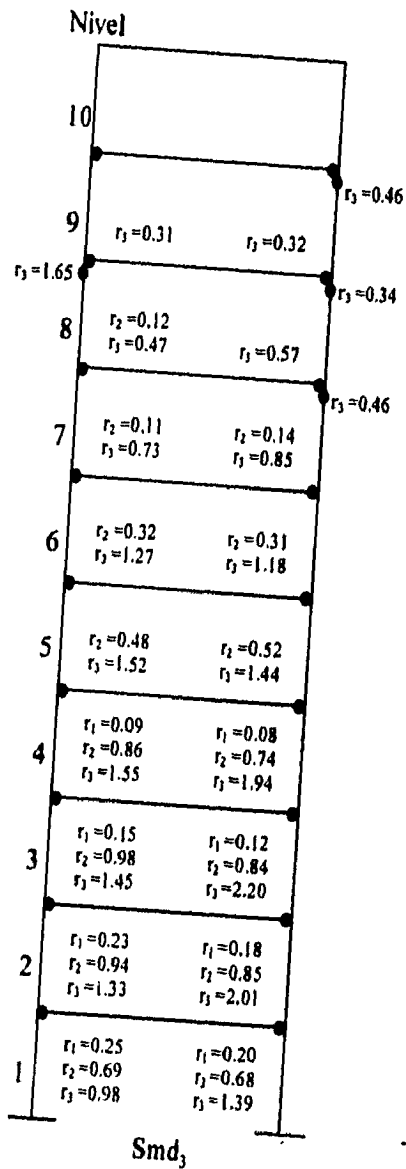 Nivel
10
r₃=0.46
9
r₃=0.31 r₃=0.32
r₃=1.65
r₃=0.34
8
r₂=0.12
r₃=0.47 r₃=0.57
r₃=0.46
7
r₂=0.11 r₂=0.14
r₃=0.73 r₃=0.85
6
r₂=0.32 r₂=0.31
r₃=1.27 r₃=1.18
5
r₂=0.48 r₂=0.52
r₃=1.52 r₃=1.44
4
r₁=0.09 r₁=0.08
r₂=0.86 r₂=0.74
r₃=1.55 r₃=1.94
3
r₁=0.15 r₁=0.12
r₂=0.98 r₂=0.84
r₃=1.45 r₃=2.20
2
r₁=0.23 r₁=0.18
r₂=0.94 r₂=0.85
r₃=1.33 r₃=2.01
1
r₁=0.25 r₁=0.20
r₂=0.69 r₃=0.68
r₃=0.98 r₃=1.39
Smd₃